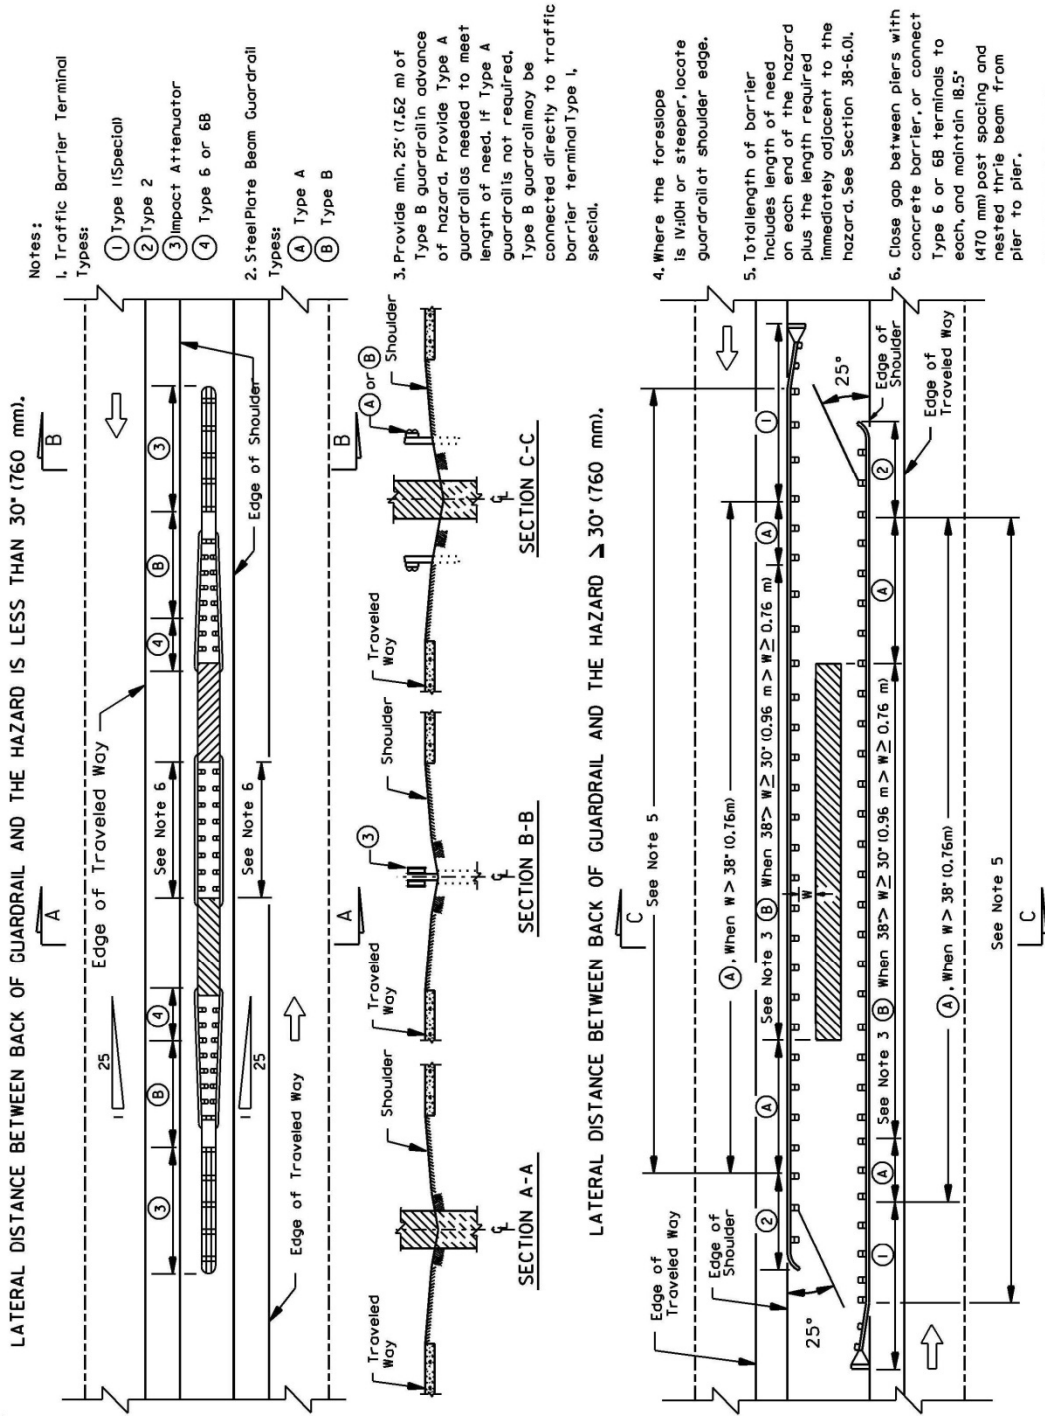 LATERAL DISTANCE BETWEEN BACK OF GUARDRAIL AND THE HAZARD IS LESS THAN 30" (760 mm).
A
A
B
B
Edge of Traveled Way
1
25
3
B
4
See Note 6
4
B
3
1
25
See Note 6
Edge of Shoulder
Edge of Traveled Way
Traveled
Way
Shoulder
SECTION A-A
Traveled
Way
Shoulder
3
SECTION B-B
Traveled
Way
Shoulder
A or B
SECTION C-C
LATERAL DISTANCE BETWEEN BACK OF GUARDRAIL AND THE HAZARD ≥ 30" (760 mm).
C
See Note 5
A, When W > 38" (0.76m)
See Note 3 B When 38"> W ≥ 30" (0.96 m > W ≥ 0.76 m)
2
A
A
1
Edge of
Traveled Way
Edge of
Shoulder
25°
W
25°
Edge of
Shoulder
Edge of
Traveled Way
1
A
See Note 3 B When 38"> W ≥ 30" (0.96 m > W ≥ 0.76 m)
A
2
A, When W > 38" (0.76m)
See Note 5
C
Notes:
1. Traffic Barrier Terminal
Types:
1 Type 1(Special)
2 Type 2
3 Impact Attenuator
4 Type 6 or 6B
2. Steel Plate Beam Guardrail
Types:
A Type A
B Type B
3. Provide min. 25' (7.62 m) of
Type B guardrail in advance
of hazard. Provide Type A
guardrail as needed to meet
length of need. If Type A
guardrail is not required,
Type B guardrail may be
connected directly to traffic
barrier terminal Type 1,
special.
4. Where the foreslope
is 1V:10H or steeper, locate
guardrail at shoulder edge.
5. Total length of barrier
includes length of need
on each end of the hazard
plus the length required
immediately adjacent to the
hazard. See Section 38-6.01.
6. Close gap between piers with
concrete barrier, or connect
Type 6 or 6B terminals to
each, and maintain 18.5"
(470 mm) post spacing and
nested thrie beam from
pier to pier.